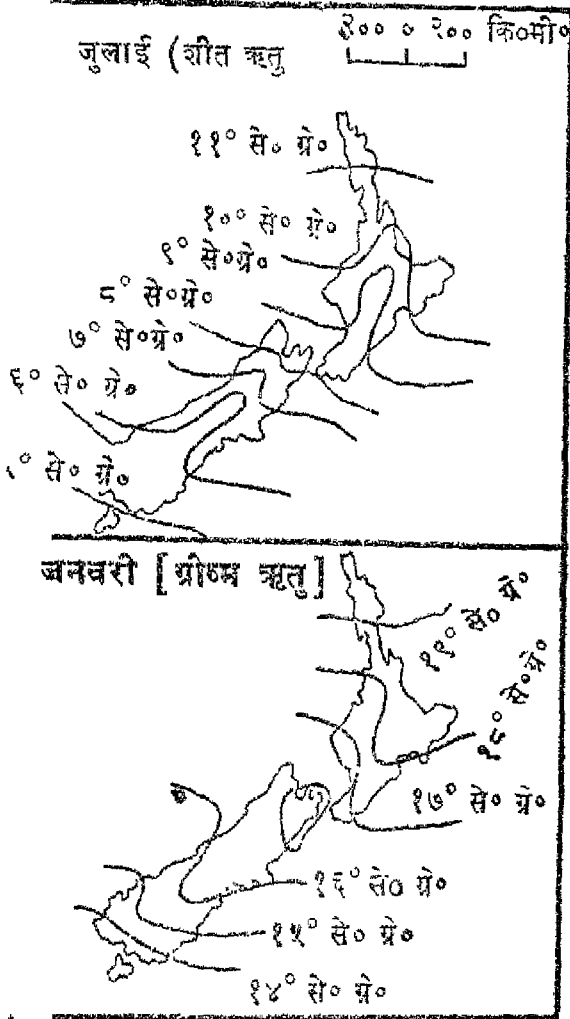 जुलाई (शीत ऋतु
२०० ० २०० कि०मी०
११° से० ग्रे०
१०° से० ग्रे०
९° से०ग्रे०
८° से०ग्रे०
७° से०ग्रे०
६° से० ग्रे०
° से० ग्रे०
जनवरी [ग्रीष्म ऋतु]
१९° से० ग्रे०
१८° से०ग्रे०
१७° से० ग्रे०
१६° से० ग्रे०
१५° से० ग्रे०
१४° से० ग्रे०